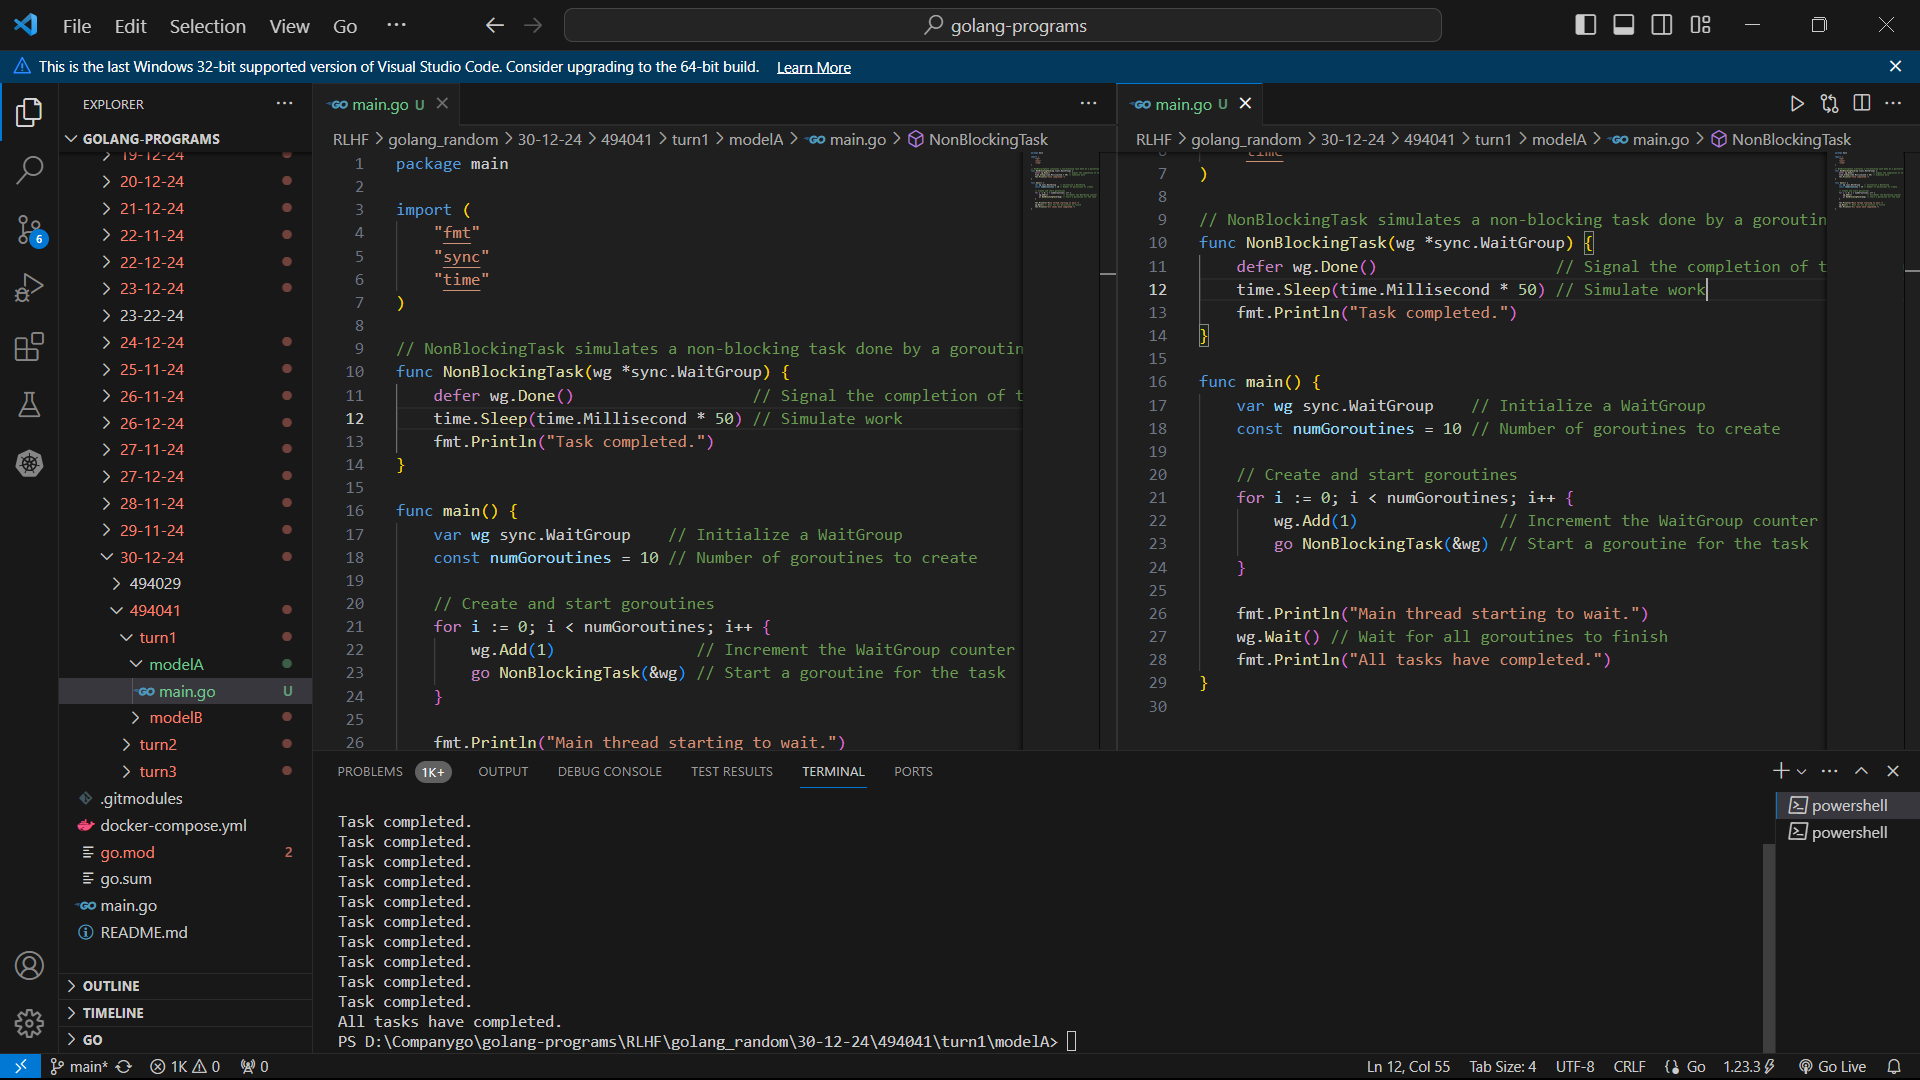 File Edit Selection View Go ···
golang-programs
This is the last Windows 32-bit supported version of Visual Studio Code. Consider upgrading to the 64-bit build. Learn More
EXPLORER
GOLANG-PROGRAMS
19-12-24
20-12-24
21-12-24
22-11-24
22-12-24
23-12-24
23-22-24
24-12-24
25-11-24
26-11-24
26-12-24
27-11-24
27-12-24
28-11-24
29-11-24
30-12-24
494029
494041
turn1
modelA
main.go U
modelB
turn2
turn3
.gitmodules
docker-compose.yml
go.mod 2
go.sum
main.go
README.md
OUTLINE
TIMELINE
GO
6
main.go U
RLHF > golang_random > 30-12-24 > 494041 > turn1 > modelA > main.go > NonBlockingTask
1 package main
2
3 import (
4 "fmt"
5 "sync"
6 "time"
7 )
8
9 // NonBlockingTask simulates a non-blocking task done by a goroutin
10 func NonBlockingTask(wg *sync.WaitGroup) {
11 defer wg.Done() // Signal the completion of t
12 time.Sleep(time.Millisecond * 50) // Simulate work
13 fmt.Println("Task completed.")
14 }
15
16 func main() {
17 var wg sync.WaitGroup // Initialize a WaitGroup
18 const numGoroutines = 10 // Number of goroutines to create
19
20 // Create and start goroutines
21 for i := 0; i < numGoroutines; i++ {
22 wg.Add(1) // Increment the WaitGroup counter
23 go NonBlockingTask(&wg) // Start a goroutine for the task
24 }
25
26 fmt.Println("Main thread starting to wait.")
main.go U
RLHF > golang_random > 30-12-24 > 494041 > turn1 > modelA > main.go > NonBlockingTask
6 "time"
7 )
8
9 // NonBlockingTask simulates a non-blocking task done by a goroutin
10 func NonBlockingTask(wg *sync.WaitGroup) {
11 defer wg.Done() // Signal the completion of t
12 time.Sleep(time.Millisecond * 50) // Simulate work
13 fmt.Println("Task completed.")
14 }
15
16 func main() {
17 var wg sync.WaitGroup // Initialize a WaitGroup
18 const numGoroutines = 10 // Number of goroutines to create
19
20 // Create and start goroutines
21 for i := 0; i < numGoroutines; i++ {
22 wg.Add(1) // Increment the WaitGroup counter
23 go NonBlockingTask(&wg) // Start a goroutine for the task
24 }
25
26 fmt.Println("Main thread starting to wait.")
27 wg.Wait() // Wait for all goroutines to finish
28 fmt.Println("All tasks have completed.")
29 }
30
PROBLEMS 1K+ OUTPUT DEBUG CONSOLE TEST RESULTS TERMINAL PORTS
Task completed.
Task completed.
Task completed.
Task completed.
Task completed.
Task completed.
Task completed.
Task completed.
Task completed.
Task completed.
All tasks have completed.
PS D:\Companygo\golang-programs\RLHF\golang_random\30-12-24\494041\turn1\modelA>
powershell
powershell
main* 1K 0 0 Ln 12, Col 55 Tab Size: 4 UTF-8 CRLF Go 1.23.3 Go Live